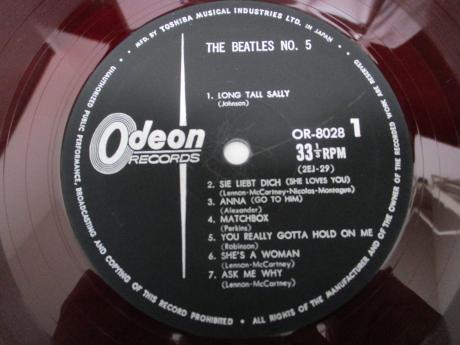 MFD. BY TOSHIBA MUSICAL INDUSTRIES LTD. IN JAPAN.
THE BEATLES NO. 5
1. LONG TALL SALLY
(Johnson)
Odeon
RECORDS
OR-8028 1
33⅓RPM
(2EJ-29)
2. SIE LIEBT DICH (SHE LOVES YOU)
(Lennon-McCartney-Nicolas-Montague)
3. ANNA (GO TO HIM)
(Alexander)
4. MATCHBOX
(Perkins)
5. YOU REALLY GOTTA HOLD ON ME
(Robinson)
6. SHE'S A WOMAN
(Lennon-McCartney)
7. ASK ME WHY
(Lennon-McCartney)
UNAUTHORIZED PUBLIC PERFORMANCE, BROADCASTING AND COPYING OF THIS RECORD PROHIBITED • ALL RIGHTS OF THE MANUFACTURER AND OF THE OWNER OF THE RECORDED WORK ARE RESERVED